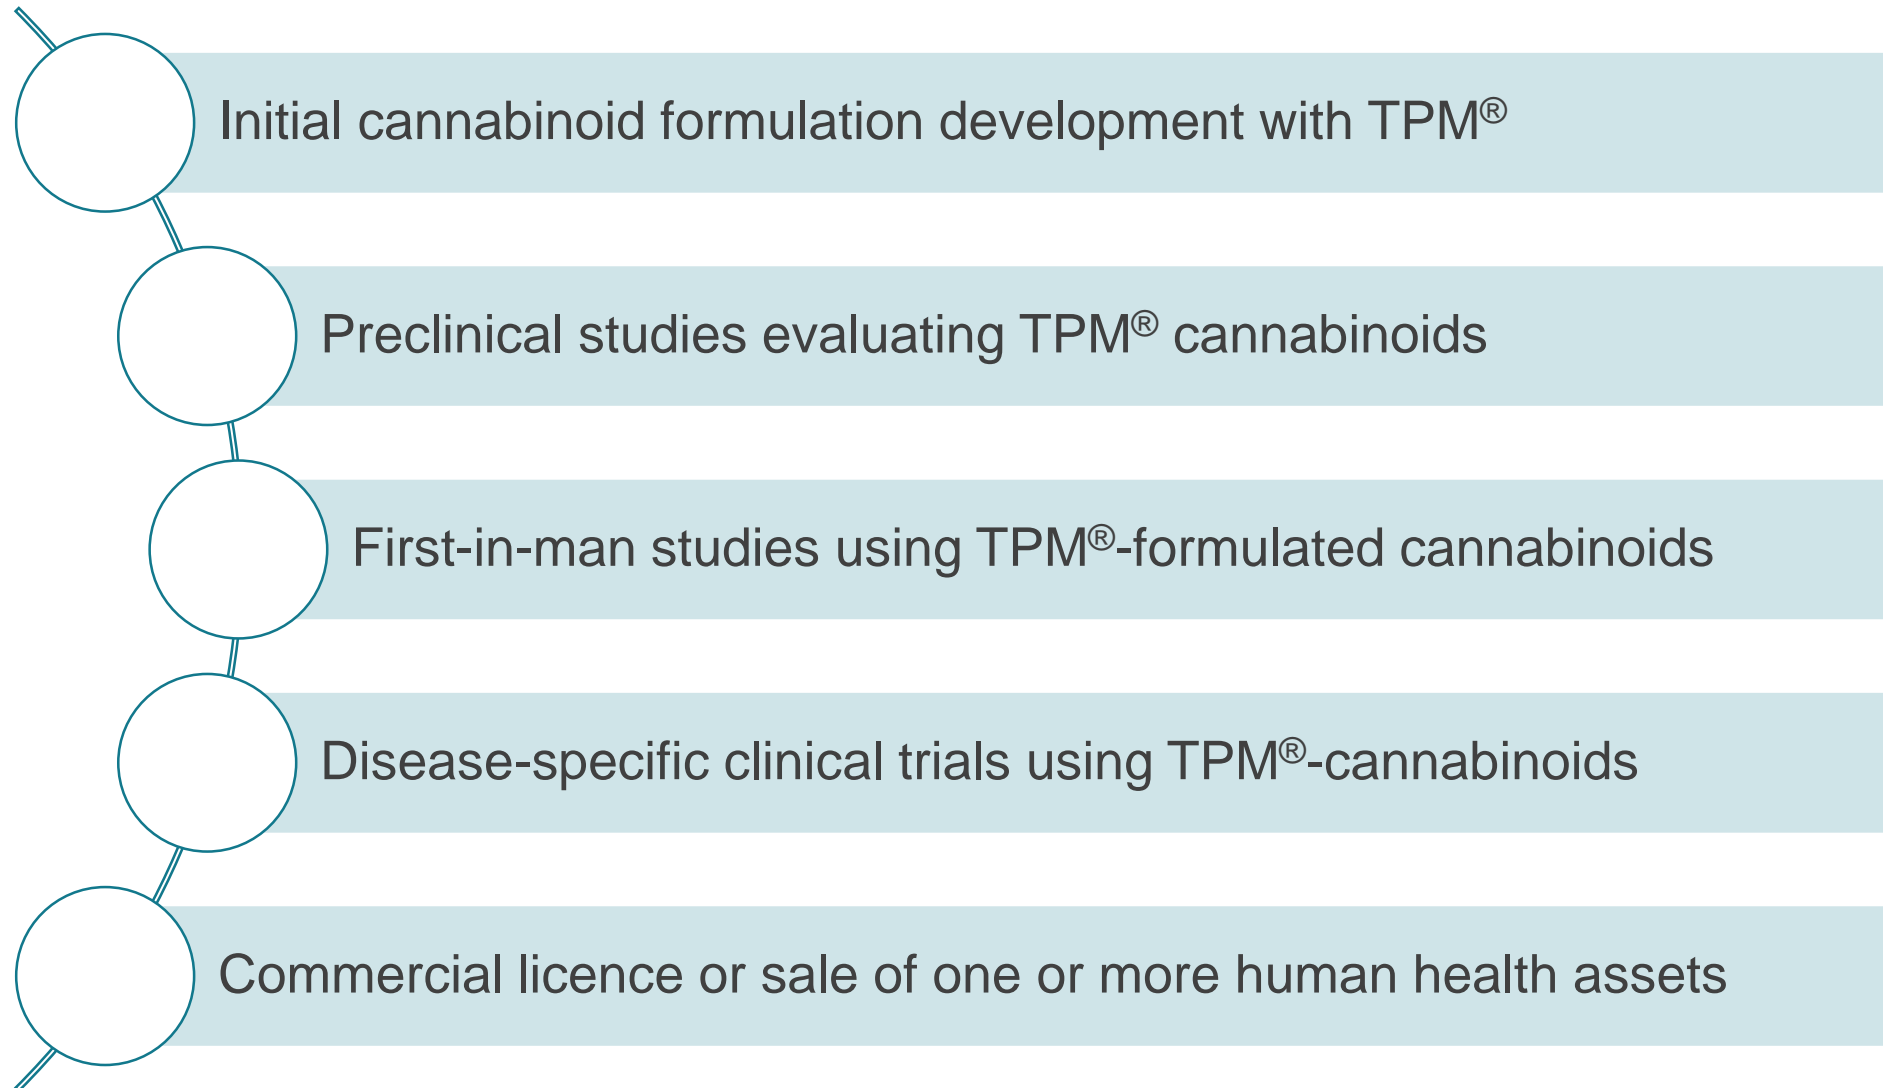 Initial cannabinoid formulation development with TPM®
Preclinical studies evaluating TPM® cannabinoids
First-in-man studies using TPM®-formulated cannabinoids
Disease-specific clinical trials using TPM®-cannabinoids
Commercial licence or sale of one or more human health assets